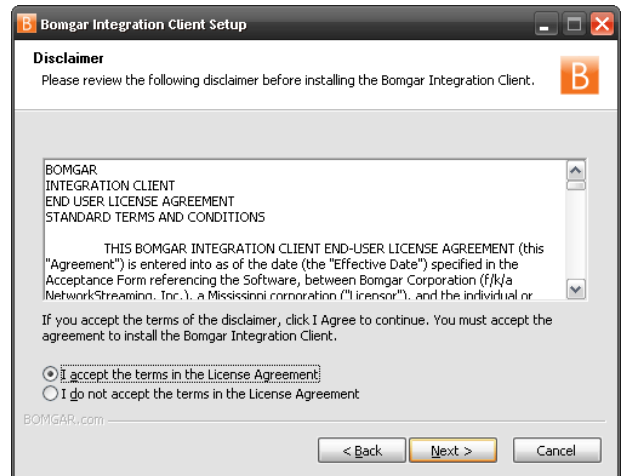 B Bomgar Integration Client Setup
Disclaimer
Please review the following disclaimer before installing the Bomgar Integration Client.
B
BOMGAR
INTEGRATION CLIENT
END USER LICENSE AGREEMENT
STANDARD TERMS AND CONDITIONS
THIS BOMGAR INTEGRATION CLIENT END-USER LICENSE AGREEMENT (this
"Agreement") is entered into as of the date (the "Effective Date") specified in the
Acceptance Form referencing the Software, between Bomgar Corporation (f/k/a
NetworkStreaming, Inc.), a Mississippi corporation ("Licensor"), and the individual or
If you accept the terms of the disclaimer, click I Agree to continue. You must accept the
agreement to install the Bomgar Integration Client.
I accept the terms in the License Agreement
I do not accept the terms in the License Agreement
BOMGAR.com
< Back Next > Cancel